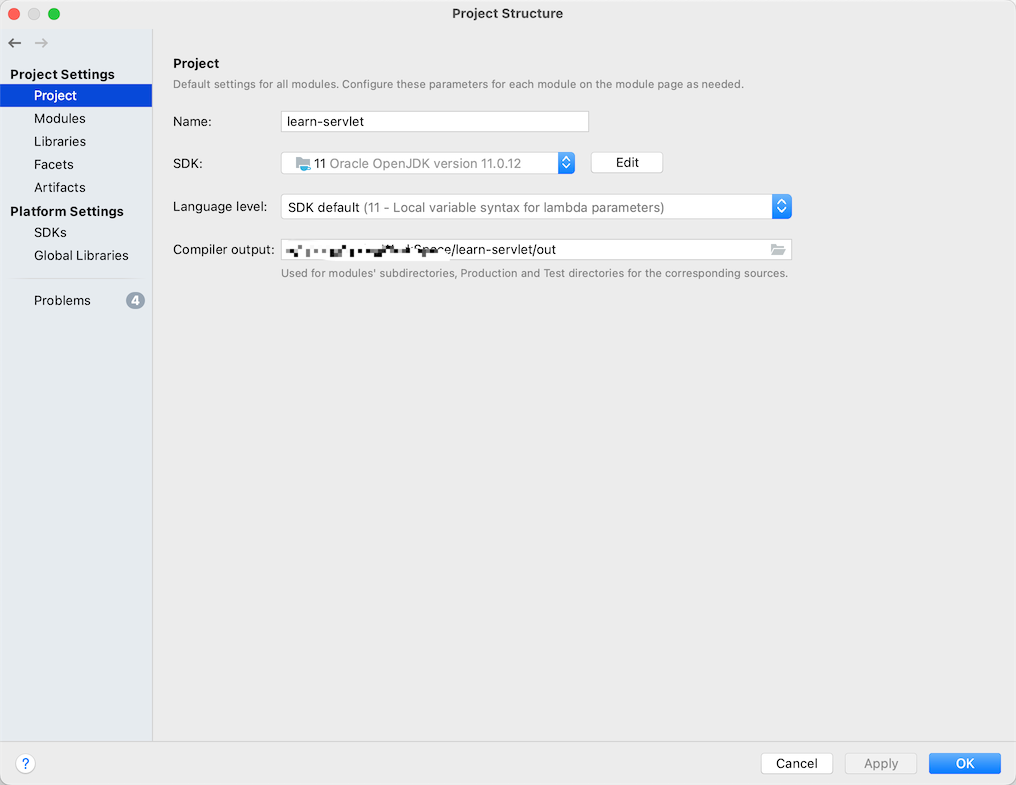 Project Structure
Project Settings
Project
Modules
Libraries
Facets
Artifacts
Platform Settings
SDKs
Global Libraries
Problems 4
Project
Default settings for all modules. Configure these parameters for each module on the module page as needed.
Name: learn-servlet
SDK: 11 Oracle OpenJDK version 11.0.12 Edit
Language level: SDK default (11 - Local variable syntax for lambda parameters)
Compiler output: /learn-servlet/out
Used for modules' subdirectories, Production and Test directories for the corresponding sources.
? Cancel Apply OK